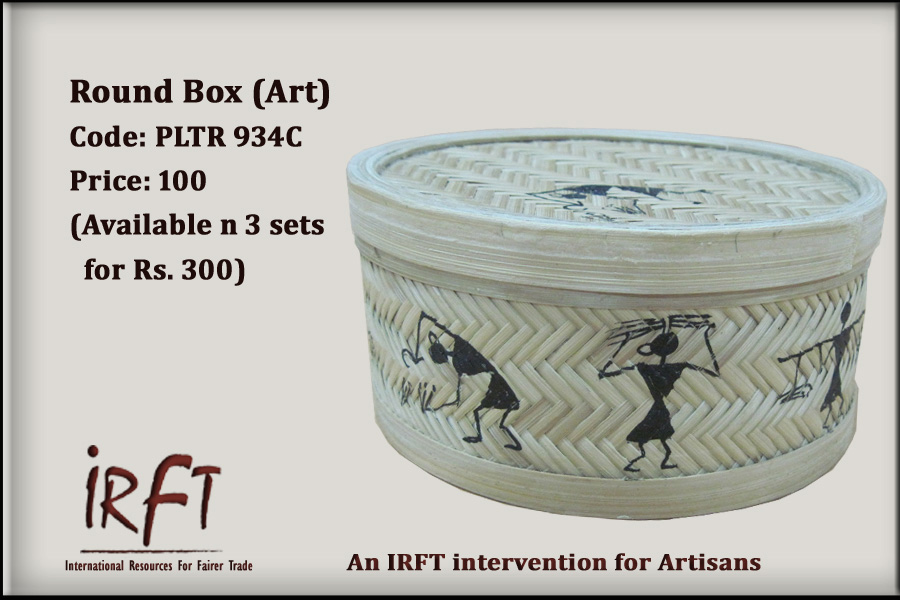 Round Box (Art)
Code: PLTR 934C
Price: 100
(Available n 3 sets
for Rs. 300)
iRFT
International Resources For Fairer Trade
An IRFT intervention for Artisans